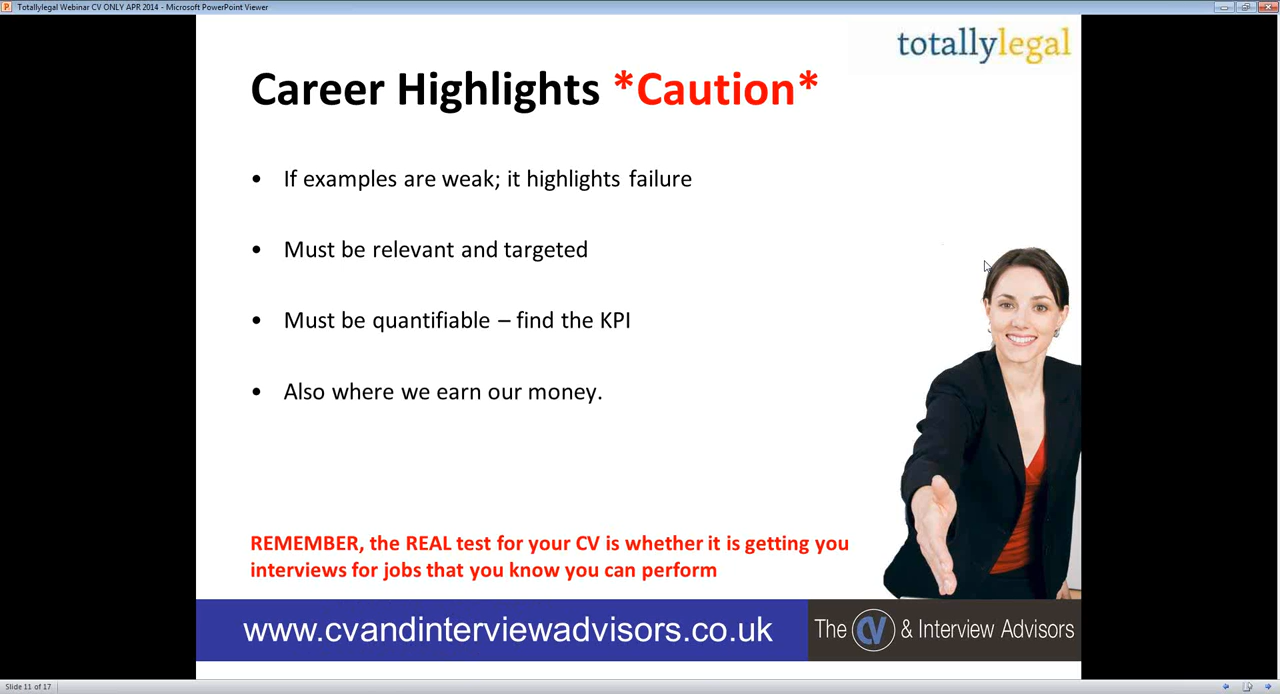 Totallylegal Webinar CV ONLY APR 2014 - Microsoft PowerPoint Viewer
totallylegal
Career Highlights *Caution*
• If examples are weak; it highlights failure
• Must be relevant and targeted
• Must be quantifiable – find the KPI
• Also where we earn our money.
REMEMBER, the REAL test for your CV is whether it is getting you
interviews for jobs that you know you can perform
www.cvandinterviewadvisors.co.uk
The CV & Interview Advisors
Slide 11 of 17